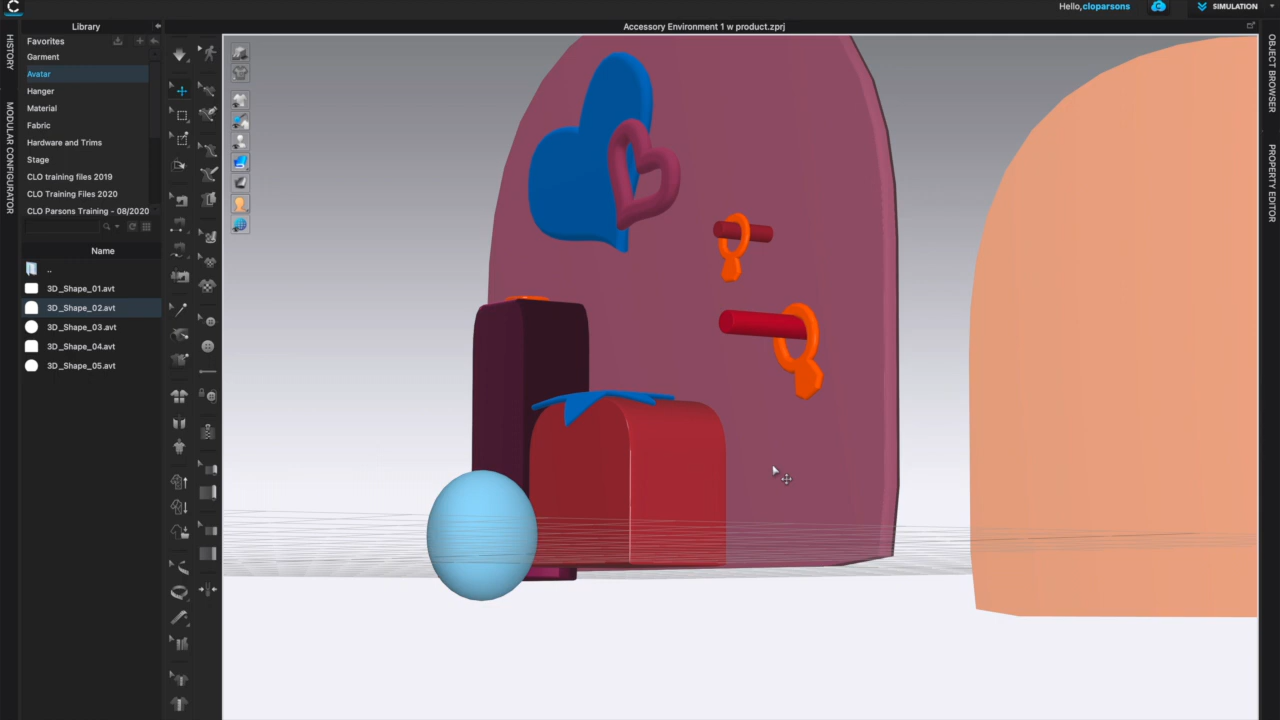 Hello,cloparsons
SIMULATION
Library
Accessory Environment 1 w product.zprj
HISTORY
MODULAR CONFIGURATOR
Favorites
Garment
Avatar
Hanger
Material
Fabric
Hardware and Trims
Stage
CLO training files 2019
CLO Training Files 2020
CLO Parsons Training - 08/2020
Name
..
3D_Shape_01.avt
3D_Shape_02.avt
3D_Shape_03.avt
3D_Shape_04.avt
3D_Shape_05.avt
OBJECT BROWSER
PROPERTY EDITOR